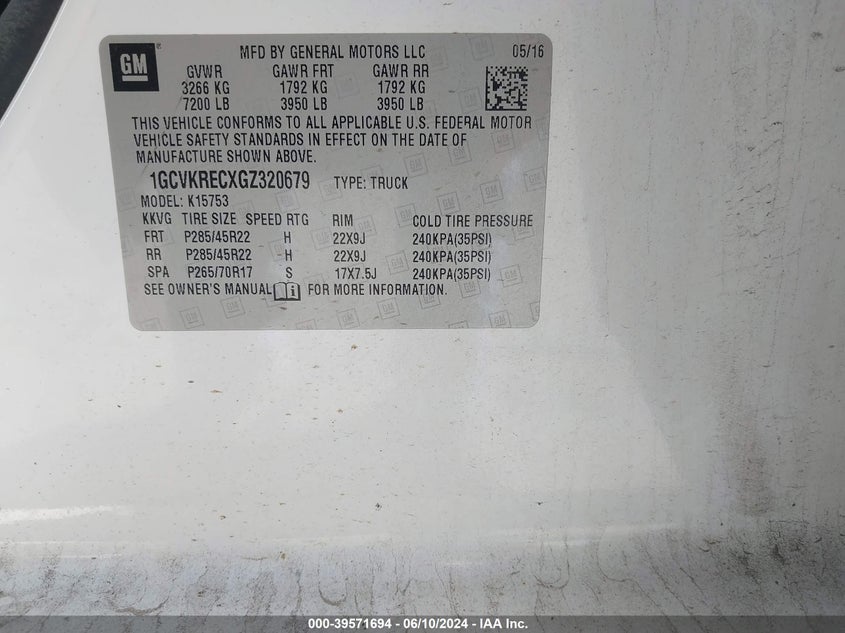 GM ® MFD BY GENERAL MOTORS LLC 05/16
GVWR GAWR FRT GAWR RR
3266 KG 1792 KG 1792 KG
7200 LB 3950 LB 3950 LB
THIS VEHICLE CONFORMS TO ALL APPLICABLE U.S. FEDERAL MOTOR
VEHICLE SAFETY STANDARDS IN EFFECT ON THE DATE OF
MANUFACTURE SHOWN ABOVE.
1GCVKRECXGZ320679 TYPE: TRUCK
MODEL: K15753
KKVG TIRE SIZE SPEED RTG RIM COLD TIRE PRESSURE
FRT P285/45R22 H 22X9J 240KPA(35PSI)
RR P285/45R22 H 22X9J 240KPA(35PSI)
SPA P265/70R17 S 17X7.5J 240KPA(35PSI)
SEE OWNER'S MANUAL FOR MORE INFORMATION.
000-39571694 - 06/10/2024 - IAA Inc.